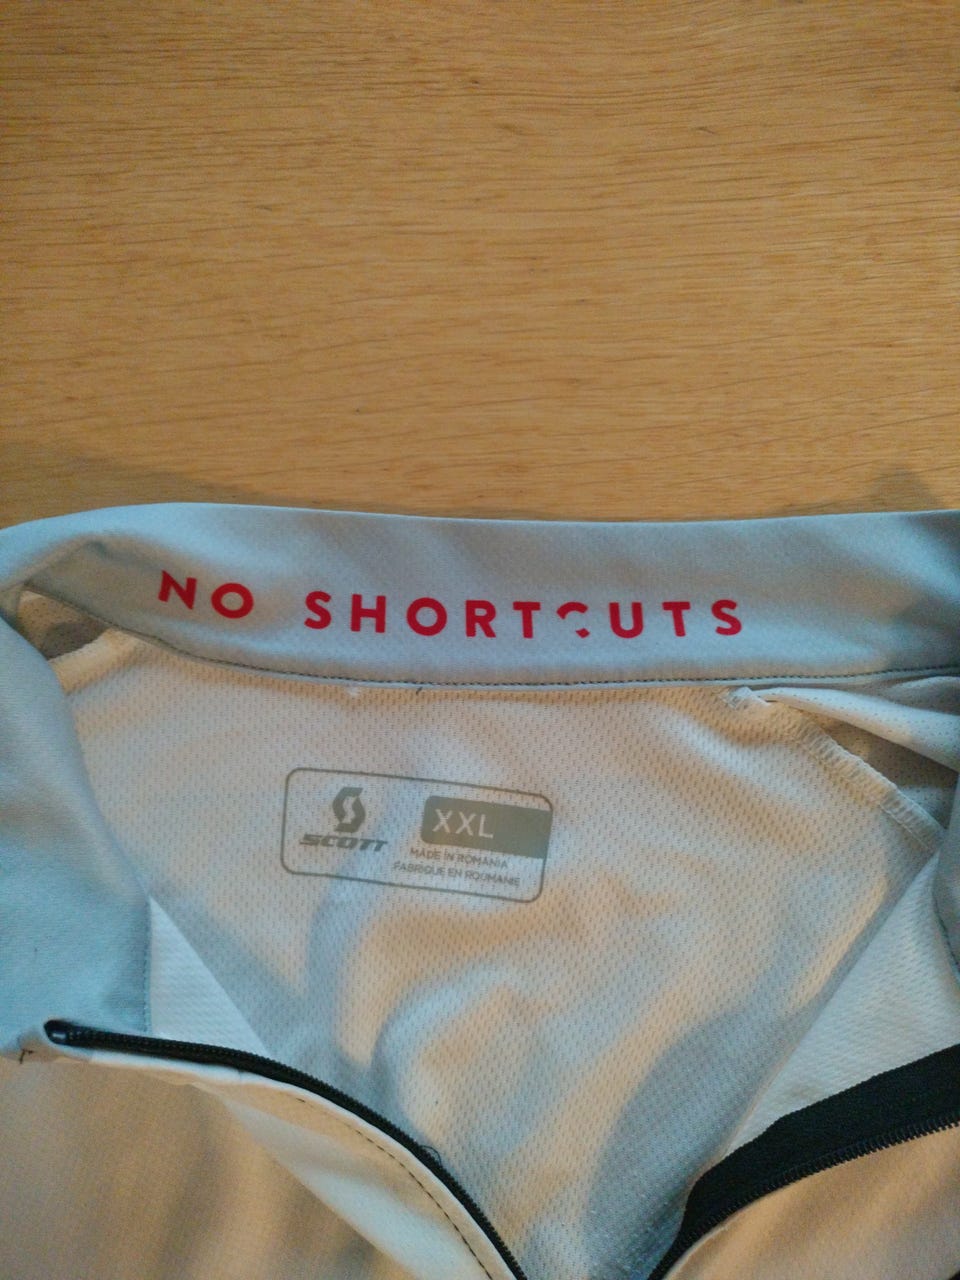 NO SHORTCUTS
SCOTT
XXL
MADE IN ROMANIA
FABRIQUE EN ROUMANIE